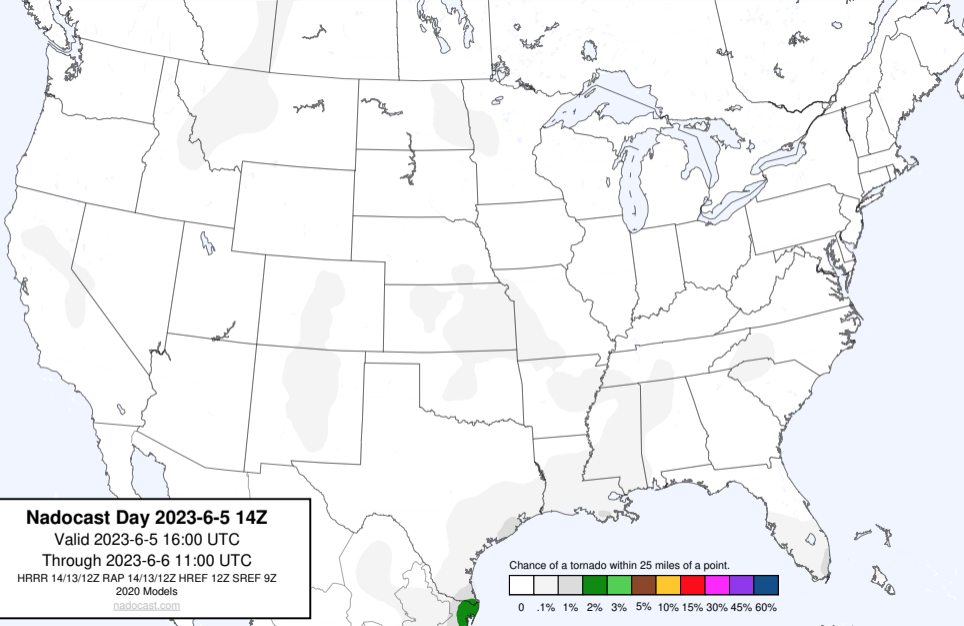 Nadocast Day 2023-6-5 14Z
Valid 2023-6-5 16:00 UTC
Through 2023-6-6 11:00 UTC
HRRR 14/13/12Z RAP 14/13/12Z HREF 12Z SREF 9Z
2020 Models
nadocast.com
Chance of a tornado within 25 miles of a point.
0 .1% 1% 2% 3% 5% 10% 15% 30% 45% 60%